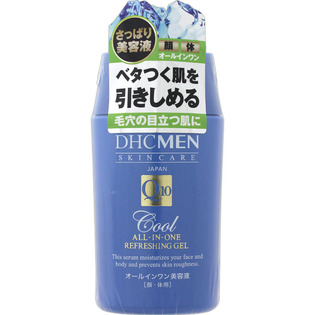 さっぱり
美容液
顔・体
オールインワン
ベタつく肌を
引きしめる
毛穴の目立つ肌に
DHCMEN
SKINCARE
JAPAN
Q10
Cool
ALL-IN-ONE
REFRESHING GEL
This serum moisturizes your face and
body and prevents skin roughness.
オールインワン美容液
[顔・体用]